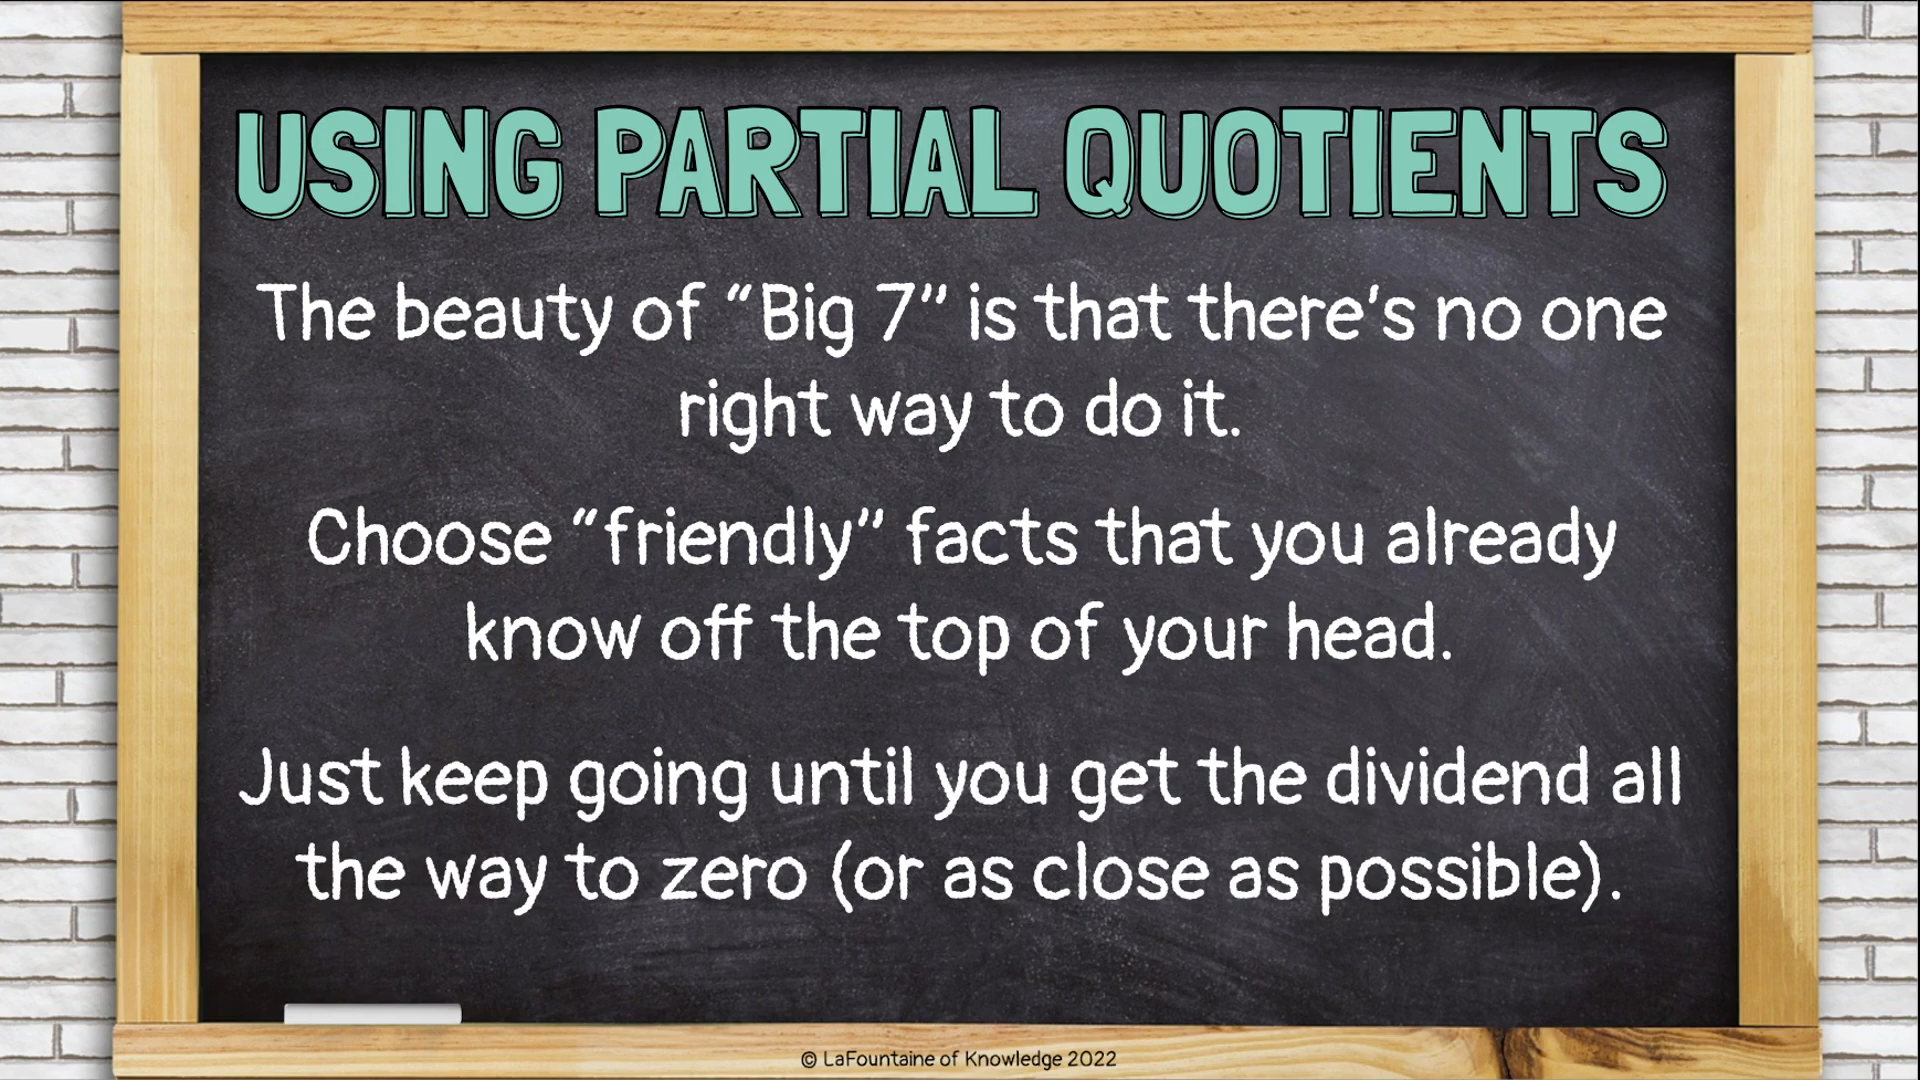 USING PARTIAL QUOTIENTS
The beauty of “Big 7” is that there's no one
right way to do it.
Choose “friendly” facts that you already
know off the top of your head.
Just keep going until you get the dividend all
the way to zero (or as close as possible).
© LaFountaine of Knowledge 2022